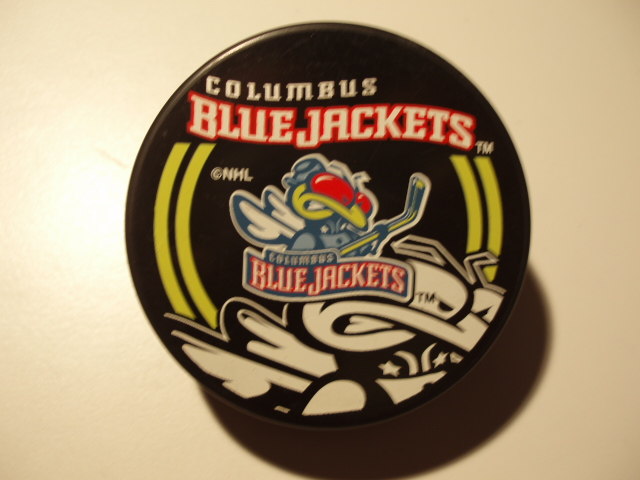 COLUMBUS
BLUE JACKETS TM
©NHL
COLUMBUS
BLUE JACKETS
TM